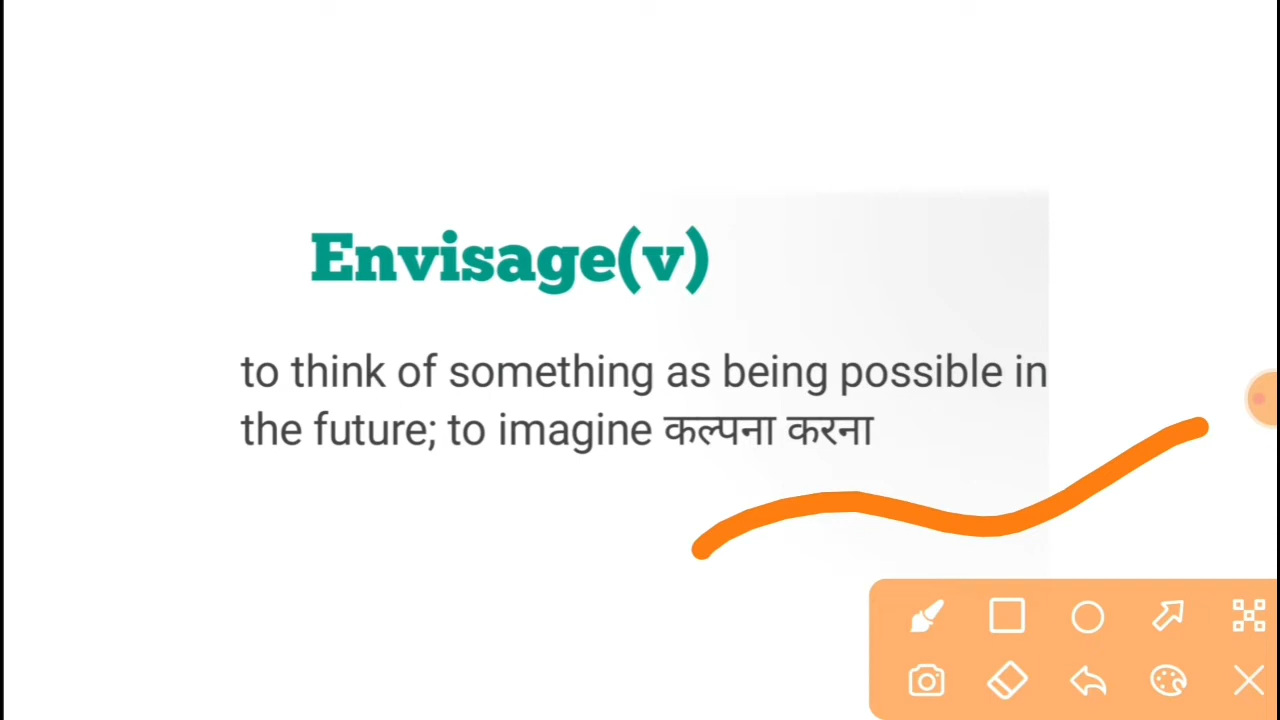 Envisage(v)
to think of something as being possible in
the future; to imagine कल्पना करना